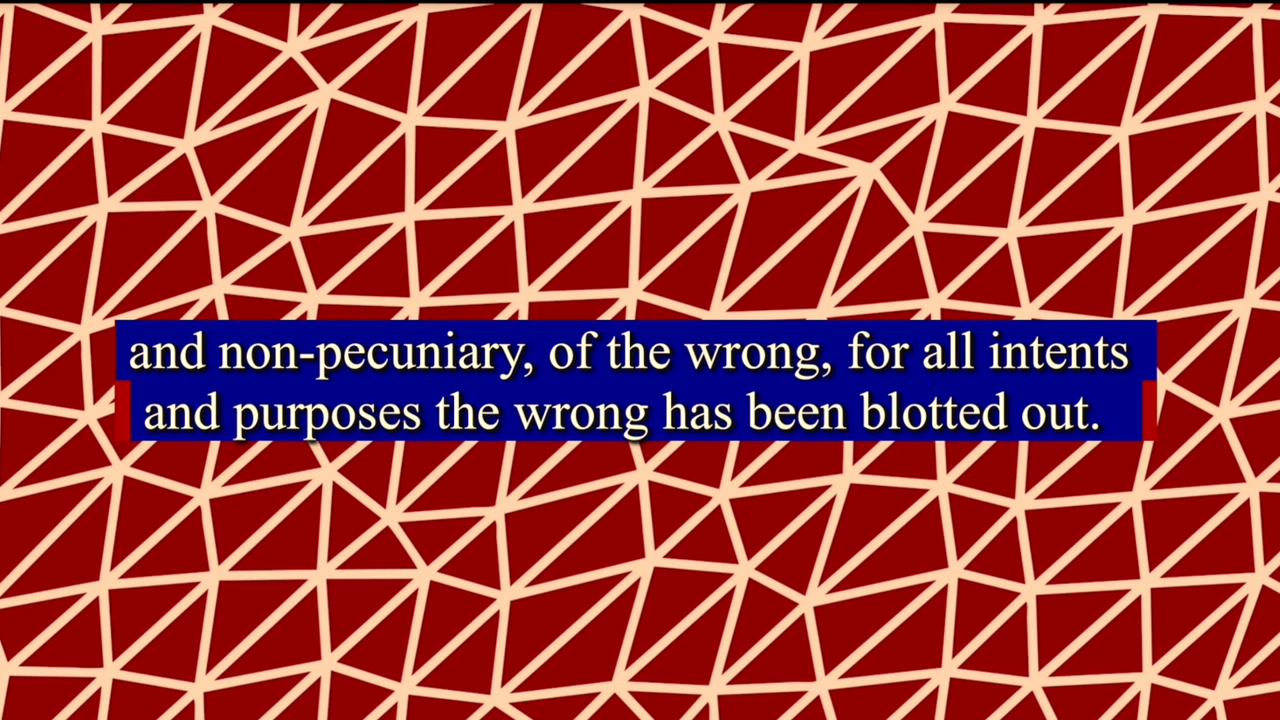 and non-pecuniary, of the wrong, for all intents
and purposes the wrong has been blotted out.